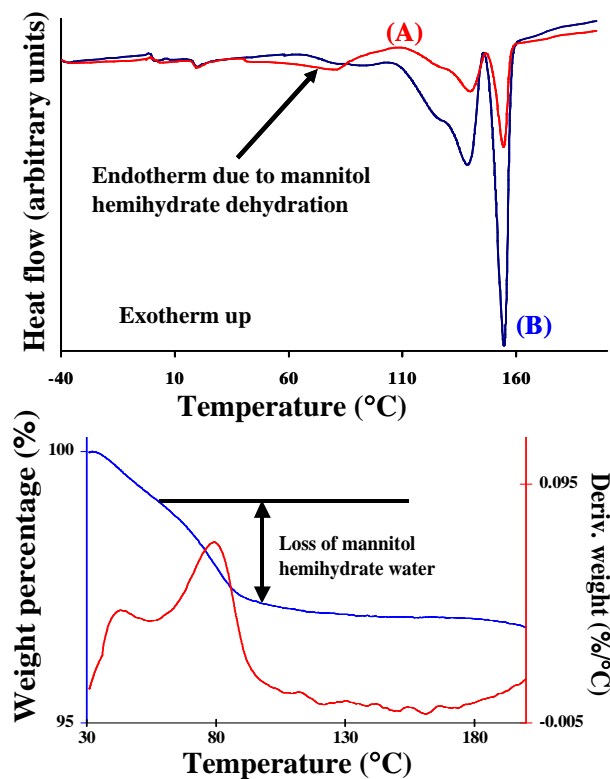 Heat flow (arbitrary units)
(A)
Endotherm due to mannitol
hemihydrate dehydration
Exotherm up
(B)
-40 10 60 110 160
Temperature (°C)
Weight percentage (%)
100
95
Loss of mannitol
hemihydrate water
0.095
-0.005
Deriv. weight (%/°C)
30 80 130 180
Temperature (°C)